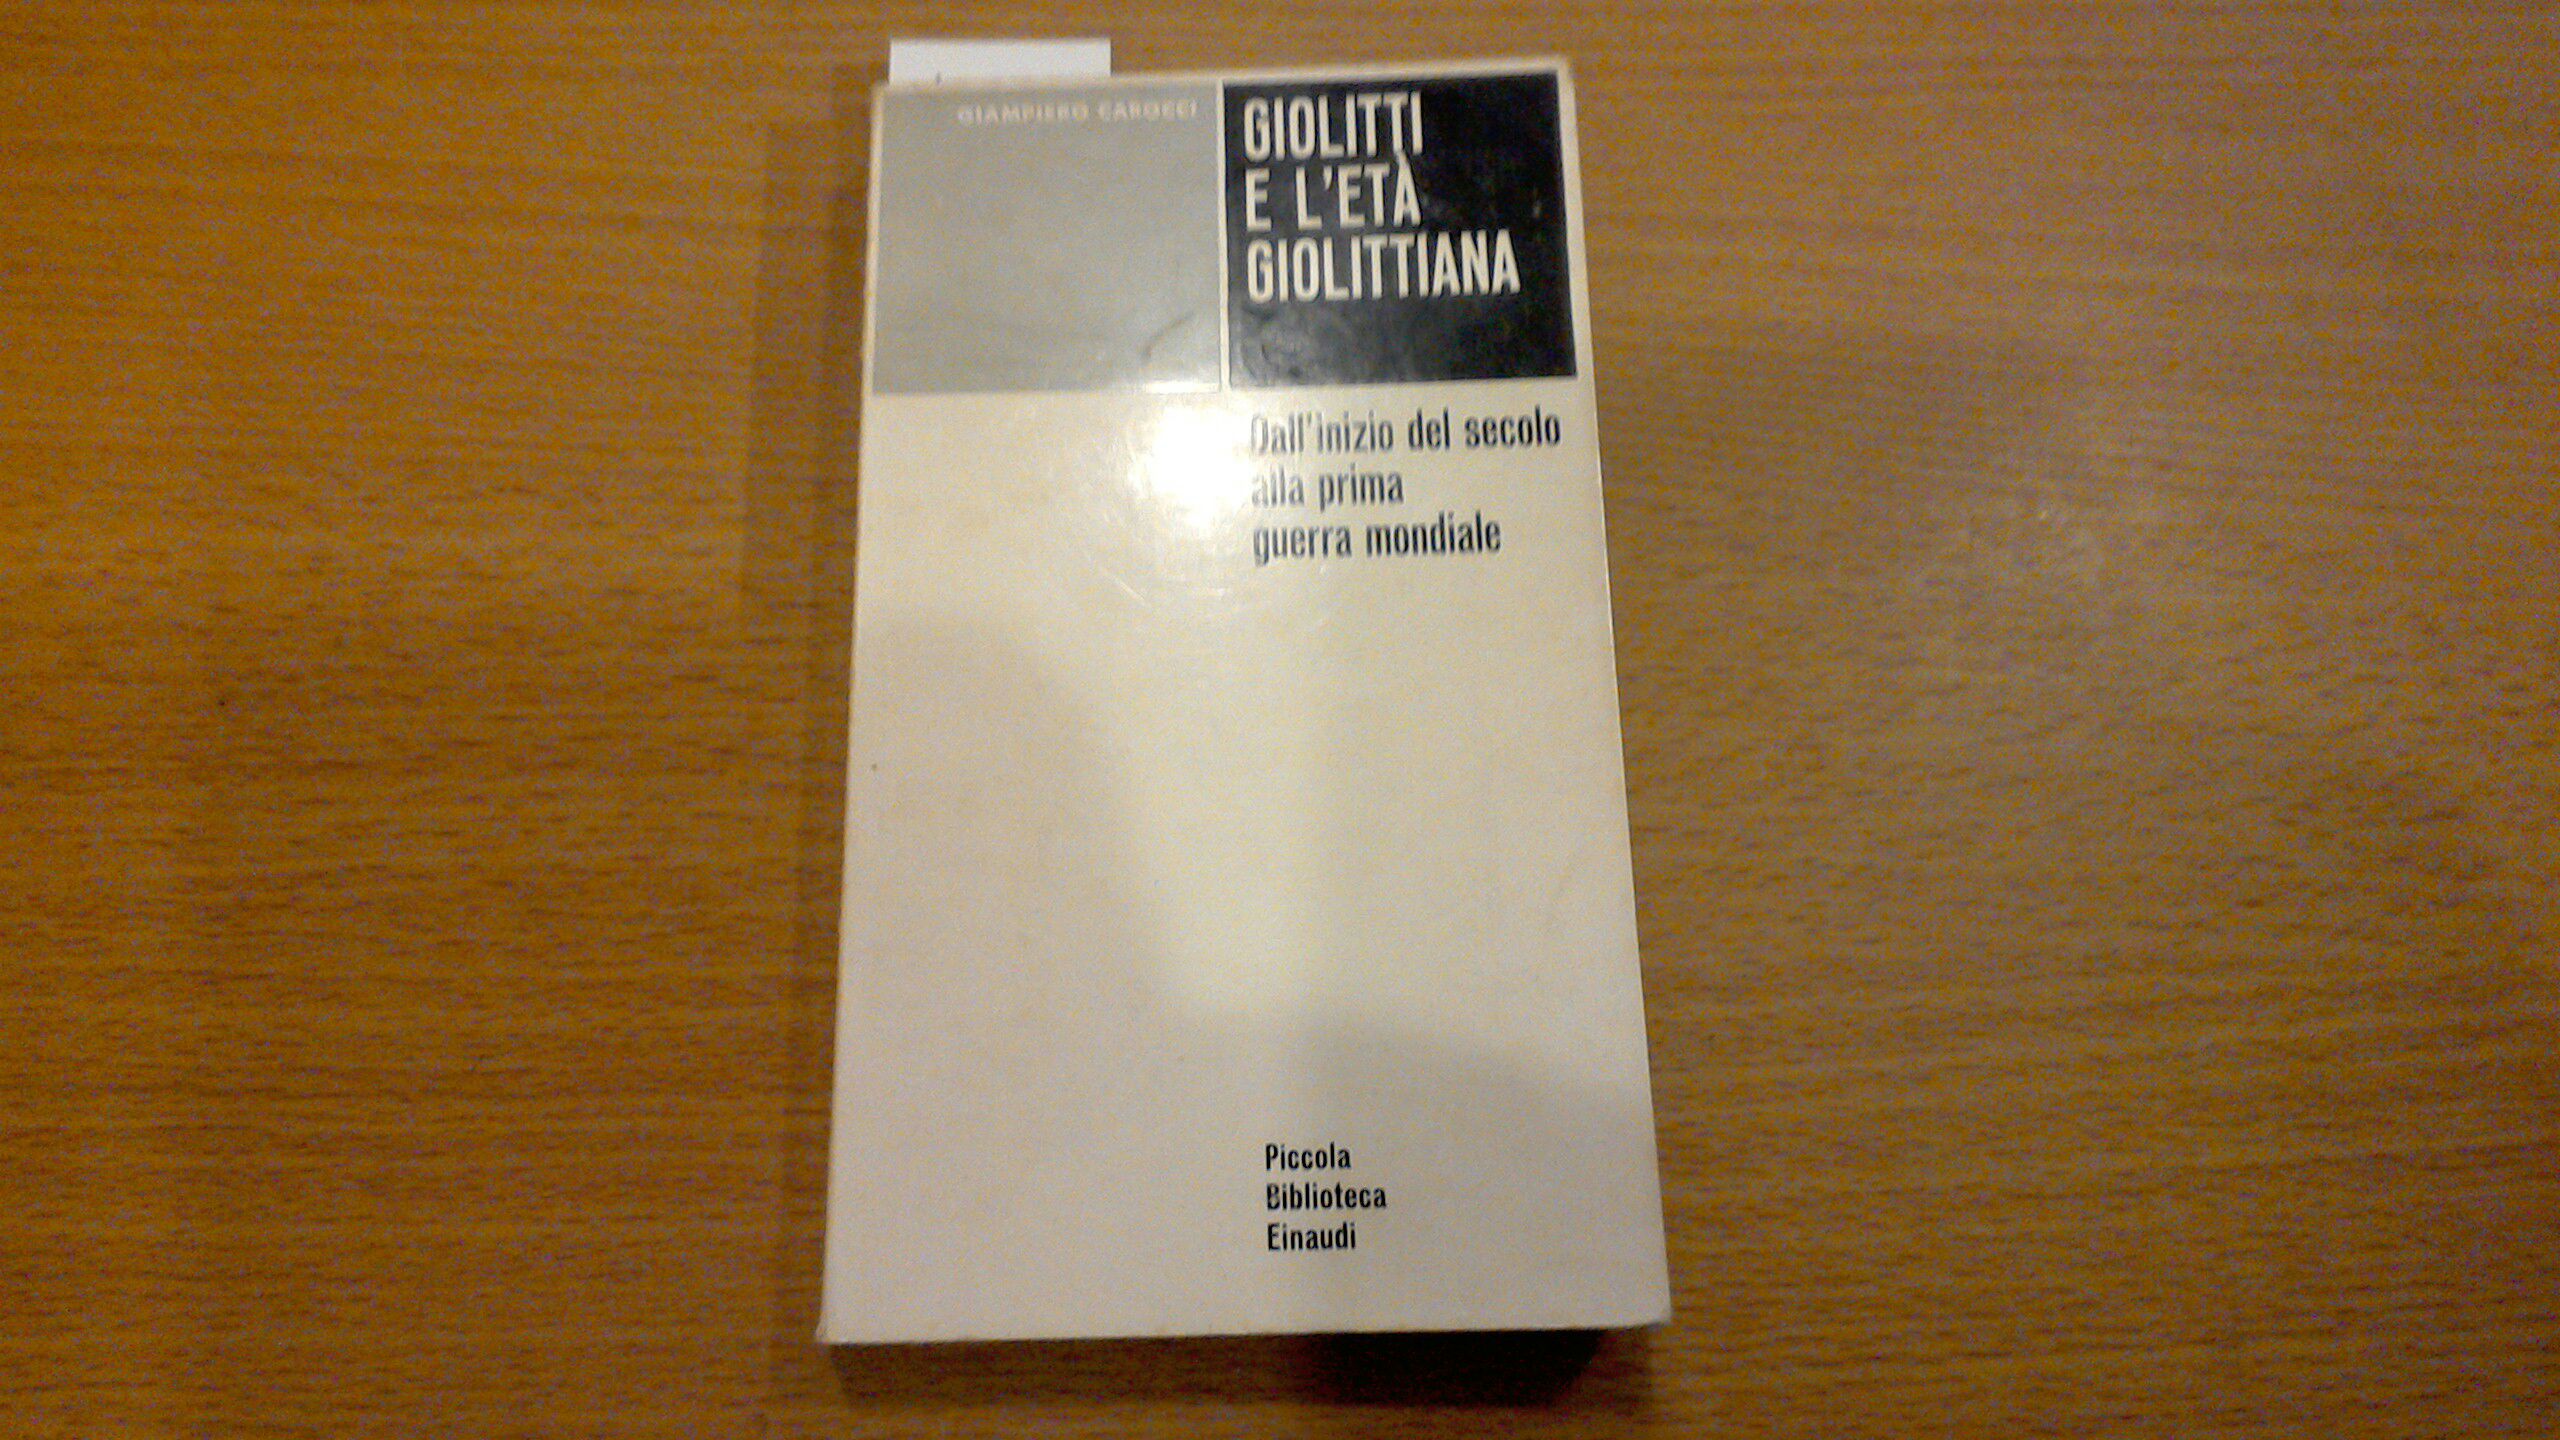 GIAMPIERO CAROCCI
GIOLITTI
E L'ETÀ
GIOLITTIANA
Dall'inizio del secolo
alla prima
guerra mondiale
Piccola
Biblioteca
Einaudi